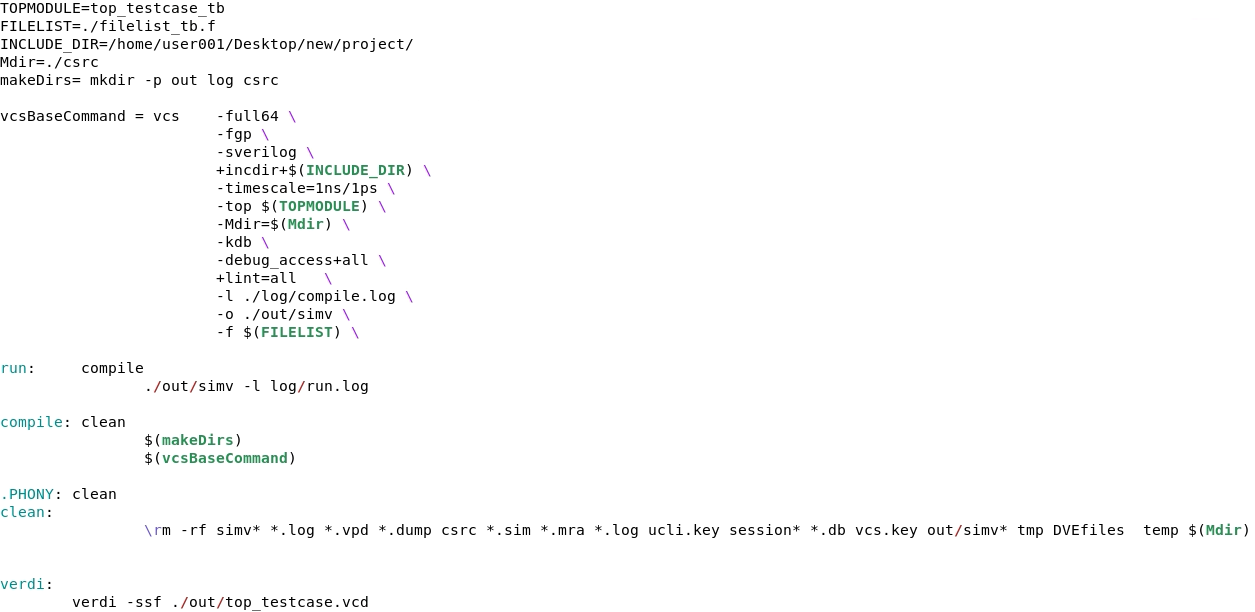 TOPMODULE=top_testcase_tb
FILELIST=./filelist_tb.f
INCLUDE_DIR=/home/user001/Desktop/new/project/
Mdir=./csrc
makeDirs= mkdir -p out log csrc
vcsBaseCommand = vcs    -full64 \
                        -fgp \
                        -sverilog \
                        +incdir+$(INCLUDE_DIR) \
                        -timescale=1ns/1ps \
                        -top $(TOPMODULE) \
                        -Mdir=$(Mdir) \
                        -kdb \
                        -debug_access+all \
                        +lint=all   \
                        -l ./log/compile.log \
                        -o ./out/simv \
                        -f $(FILELIST) \
run:     compile
                ./out/simv -l log/run.log
compile: clean
                $(makeDirs)
                $(vcsBaseCommand)
.PHONY: clean
clean:
                \rm -rf simv* *.log *.vpd *.dump csrc *.sim *.mra *.log ucli.key session* *.db vcs.key out/simv* tmp DVEfiles  temp $(Mdir)
verdi:
        verdi -ssf ./out/top_testcase.vcd